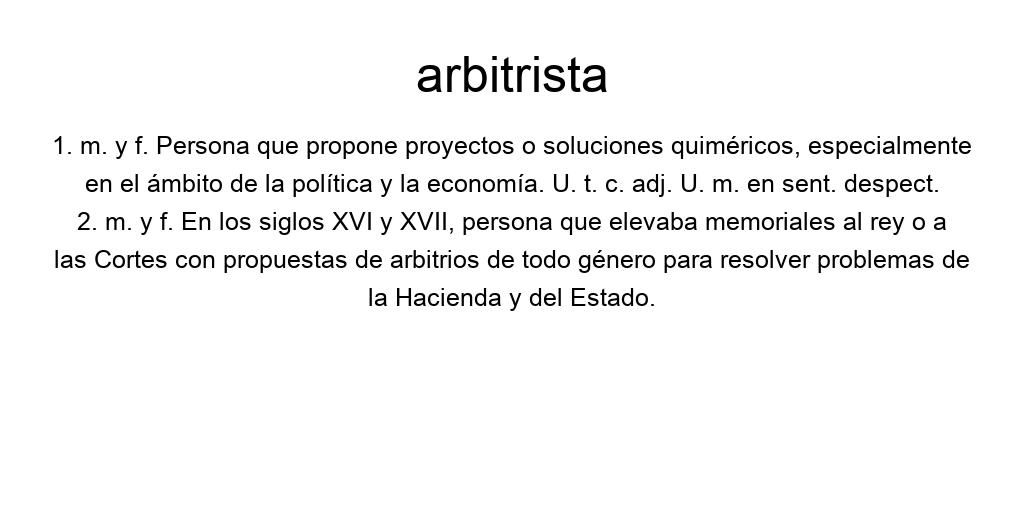 arbitrista
1. m. y f. Persona que propone proyectos o soluciones quiméricos, especialmente
en el ámbito de la política y la economía. U. t. c. adj. U. m. en sent. despect.
2. m. y f. En los siglos XVI y XVII, persona que elevaba memoriales al rey o a
las Cortes con propuestas de arbitrios de todo género para resolver problemas de
la Hacienda y del Estado.